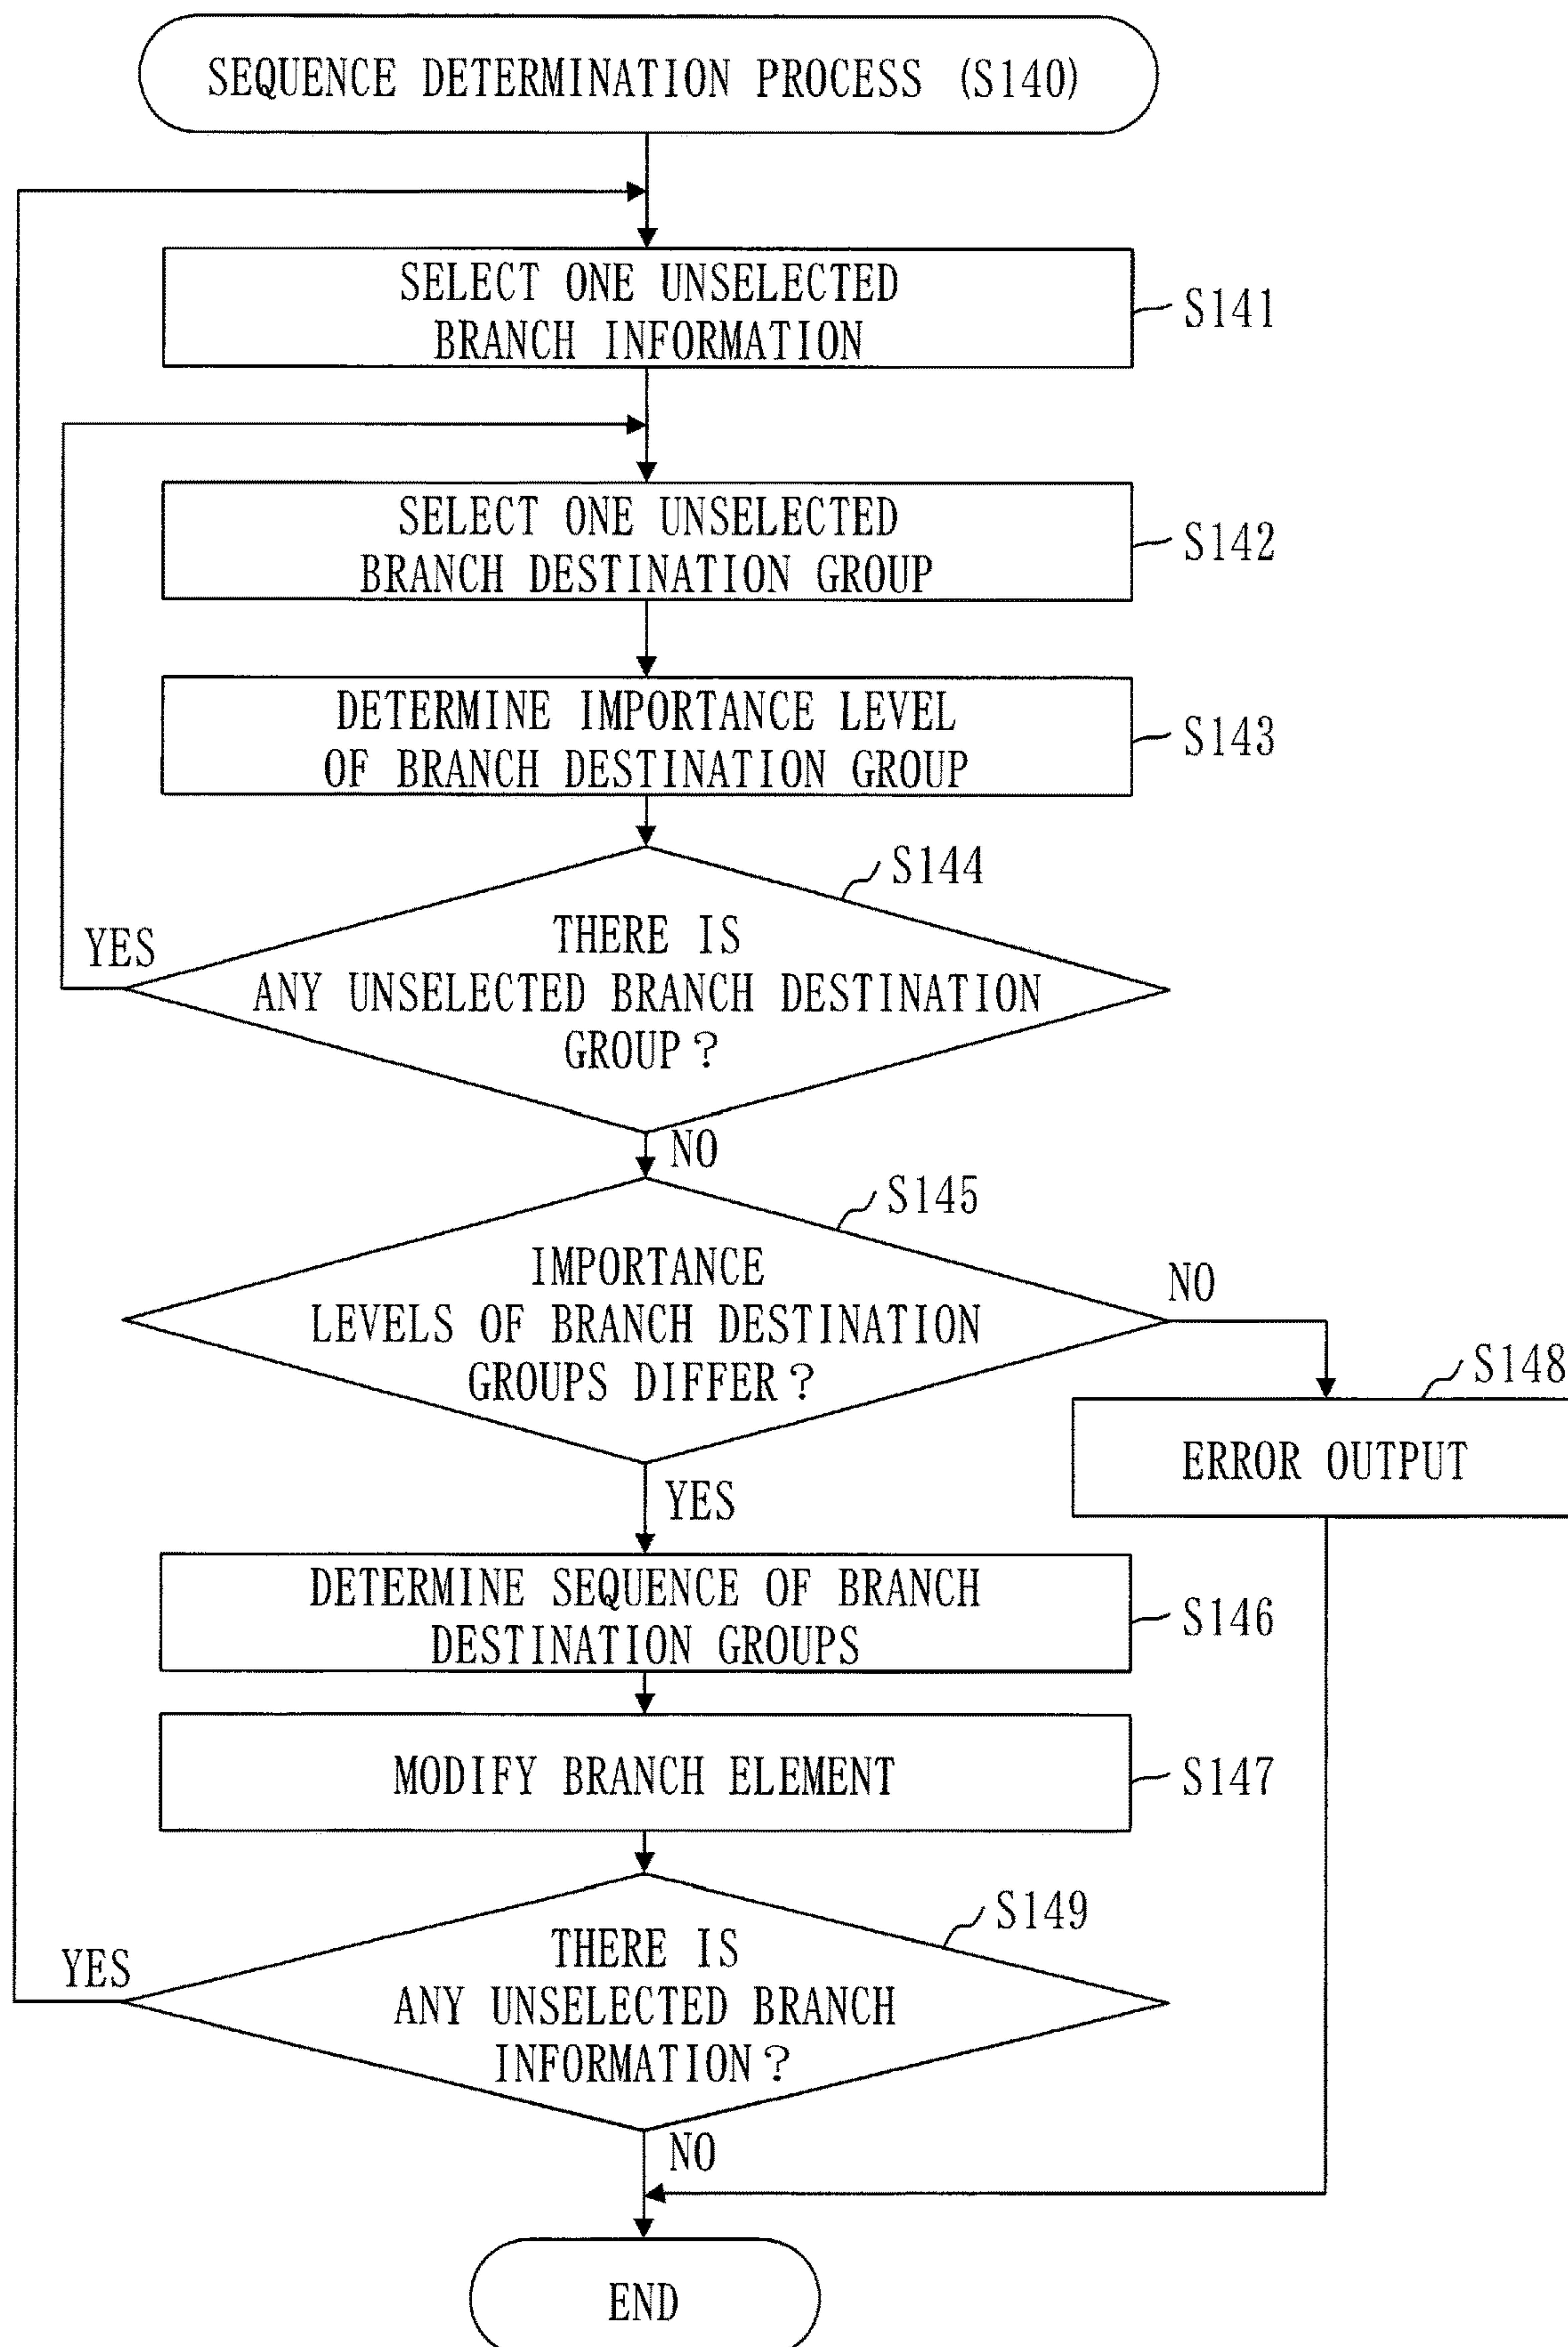 SEQUENCE DETERMINATION PROCESS (S140)
SELECT ONE UNSELECTED
BRANCH INFORMATION
S141
SELECT ONE UNSELECTED
BRANCH DESTINATION GROUP
S142
DETERMINE IMPORTANCE LEVEL
OF BRANCH DESTINATION GROUP
S143
S144
THERE IS
ANY UNSELECTED BRANCH DESTINATION
GROUP?
YES
NO
S145
IMPORTANCE
LEVELS OF BRANCH DESTINATION
GROUPS DIFFER?
NO
S148
ERROR OUTPUT
YES
DETERMINE SEQUENCE OF BRANCH
DESTINATION GROUPS
S146
MODIFY BRANCH ELEMENT
S147
S149
THERE IS
ANY UNSELECTED BRANCH
INFORMATION?
YES
NO
END